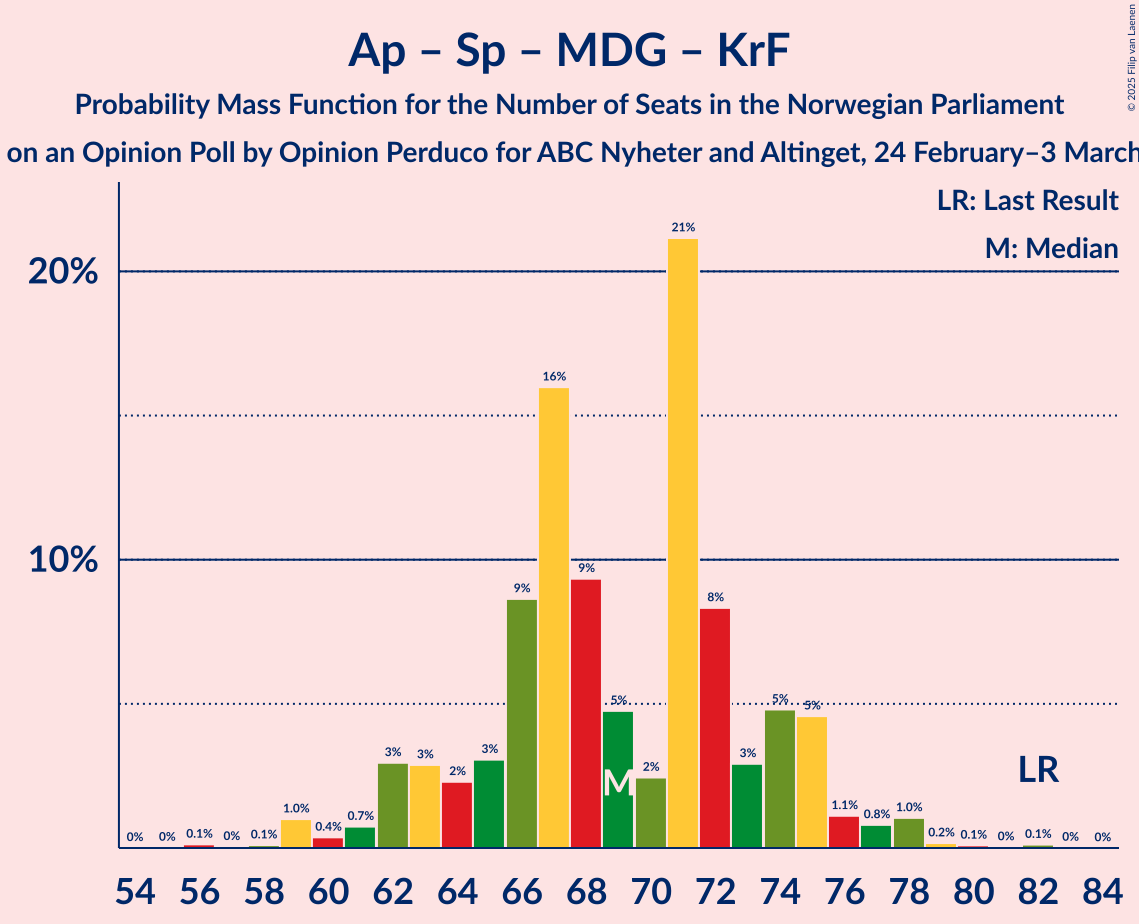 Ap – Sp – MDG – KrF
Probability Mass Function for the Number of Seats in the Norwegian Parliament
on an Opinion Poll by Opinion Perduco for ABC Nyheter and Altinget, 24 February–3 March
© 2025 Filip van Laenen
LR: Last Result
M: Median
20%
10%
0% 0% 0.1% 0% 0.1% 1.0% 0.4% 0.7% 3% 3% 2% 3% 9% 16% 9% 5% 2% 21% 8% 3% 5% 5% 1.1% 0.8% 1.0% 0.2% 0.1% 0% 0.1% 0% 0%
M
LR
54 56 58 60 62 64 66 68 70 72 74 76 78 80 82 84